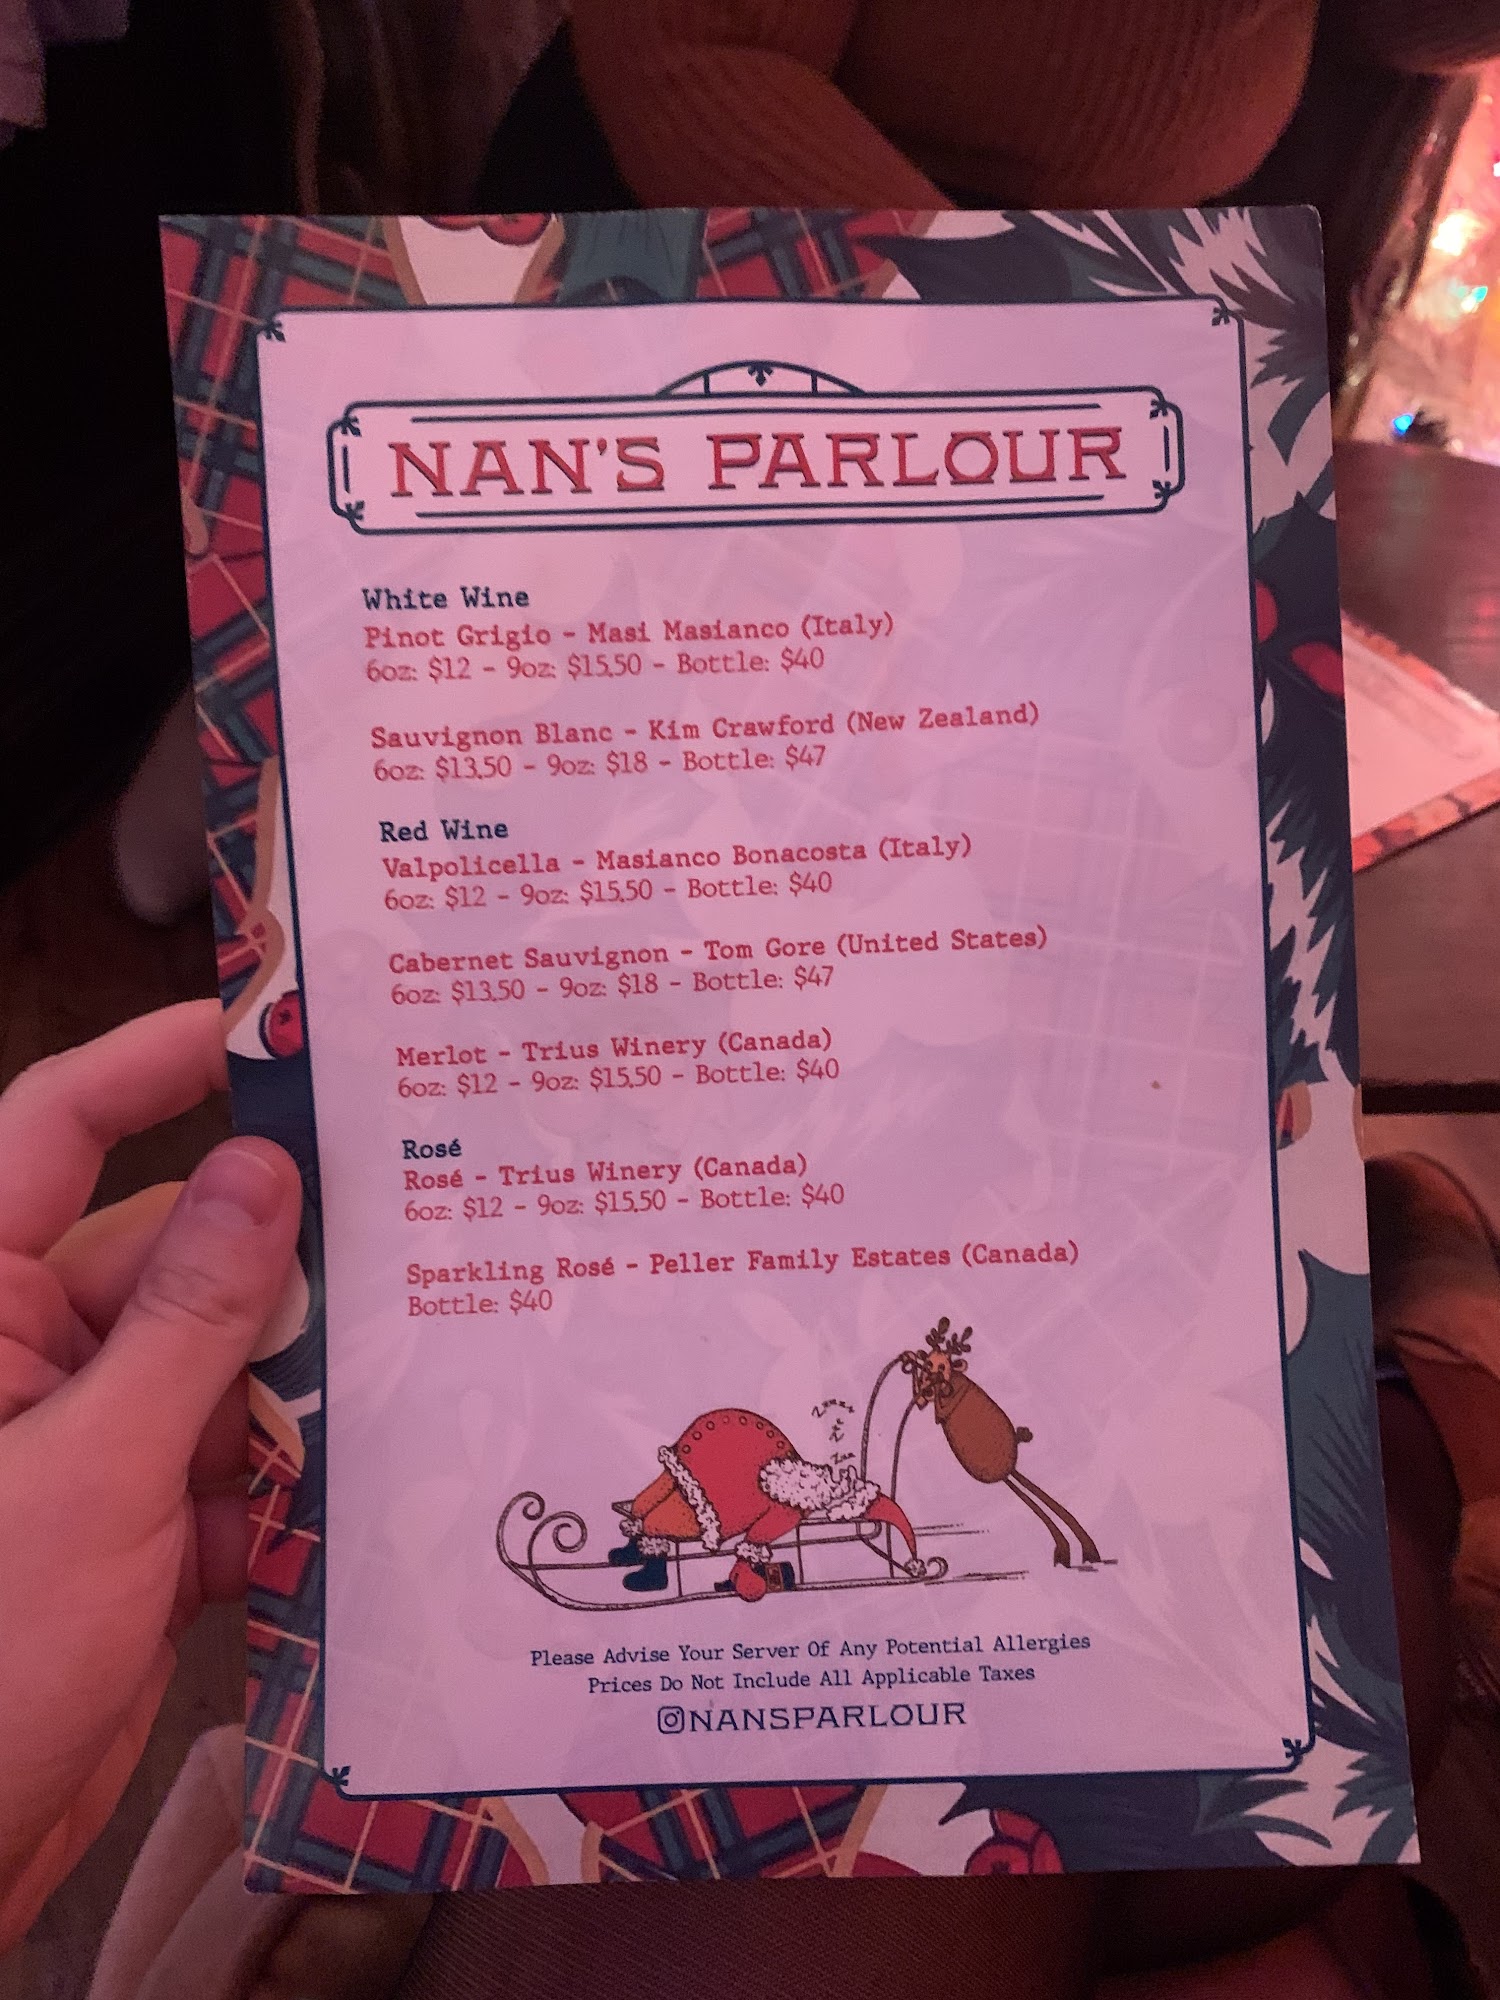 NAN'S PARLOUR
White Wine
Pinot Grigio - Masi Masianco (Italy)
6oz: $12 - 9oz: $15.50 - Bottle: $40
Sauvignon Blanc - Kim Crawford (New Zealand)
6oz: $13.50 - 9oz: $18 - Bottle: $47
Red Wine
Valpolicella - Masianco Bonacosta (Italy)
6oz: $12 - 9oz: $15.50 - Bottle: $40
Cabernet Sauvignon - Tom Gore (United States)
6oz: $13.50 - 9oz: $18 - Bottle: $47
Merlot - Trius Winery (Canada)
6oz: $12 - 9oz: $15.50 - Bottle: $40
Rosé
Rosé - Trius Winery (Canada)
6oz: $12 - 9oz: $15.50 - Bottle: $40
Sparkling Rosé - Peller Family Estates (Canada)
Bottle: $40
Please Advise Your Server Of Any Potential Allergies
Prices Do Not Include All Applicable Taxes
NANSPARLOUR